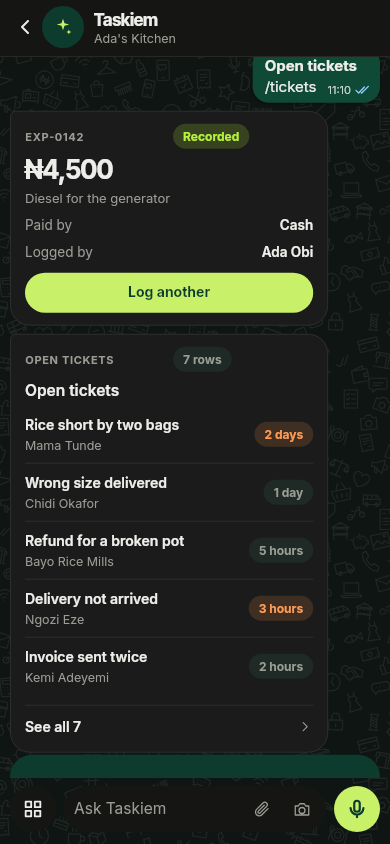 Taskiem
Ada's Kitchen
Open tickets
/tickets 11:10
EXP-0142 Recorded
₦4,500
Diesel for the generator
Paid by Cash
Logged by Ada Obi
Log another
OPEN TICKETS 7 rows
Open tickets
Rice short by two bags 2 days
Mama Tunde
Wrong size delivered 1 day
Chidi Okafor
Refund for a broken pot 5 hours
Bayo Rice Mills
Delivery not arrived 3 hours
Ngozi Eze
Invoice sent twice 2 hours
Kemi Adeyemi
See all 7
Ask Taskiem